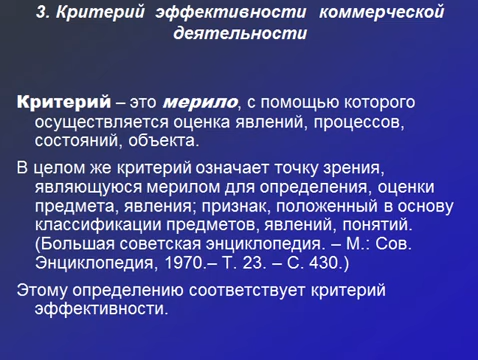 3. Критерий эффективности коммерческой
деятельности
Критерий – это мерило, с помощью которого
осуществляется оценка явлений, процессов,
состояний, объекта.
В целом же критерий означает точку зрения,
являющуюся мерилом для определения, оценки
предмета, явления; признак, положенный в основу
классификации предметов, явлений, понятий.
(Большая советская энциклопедия. – М.: Сов.
Энциклопедия, 1970.– Т. 23. – С. 430.)
Этому определению соответствует критерий
эффективности.